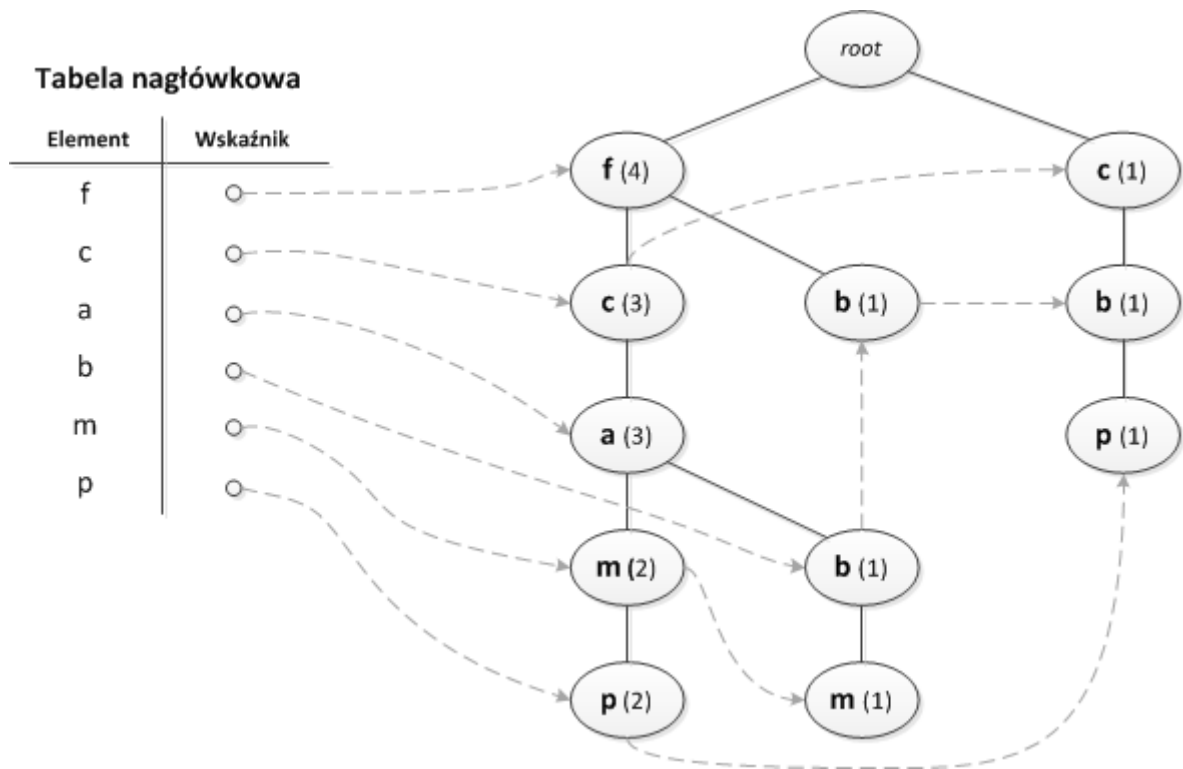 Tabela nagłówkowa
Element Wskaźnik
f
c
a
b
m
p
root
f (4) c (1)
c (3) b (1) b (1)
a (3) p (1)
m (2) b (1)
p (2) m (1)